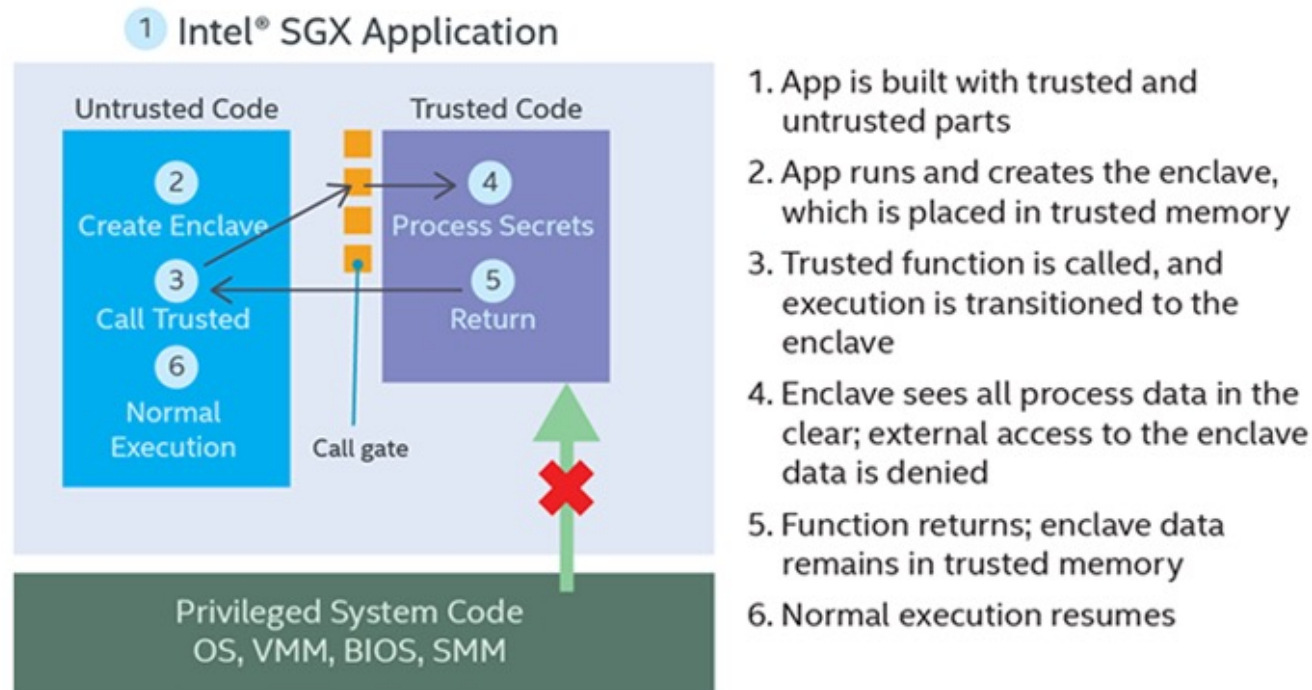 1 Intel® SGX Application
Untrusted Code
Trusted Code
2
Create Enclave
3
Call Trusted
6
Normal
Execution
4
Process Secrets
5
Return
Call gate
Privileged System Code
OS, VMM, BIOS, SMM
1. App is built with trusted and
untrusted parts
2. App runs and creates the enclave,
which is placed in trusted memory
3. Trusted function is called, and
execution is transitioned to the
enclave
4. Enclave sees all process data in the
clear; external access to the enclave
data is denied
5. Function returns; enclave data
remains in trusted memory
6. Normal execution resumes